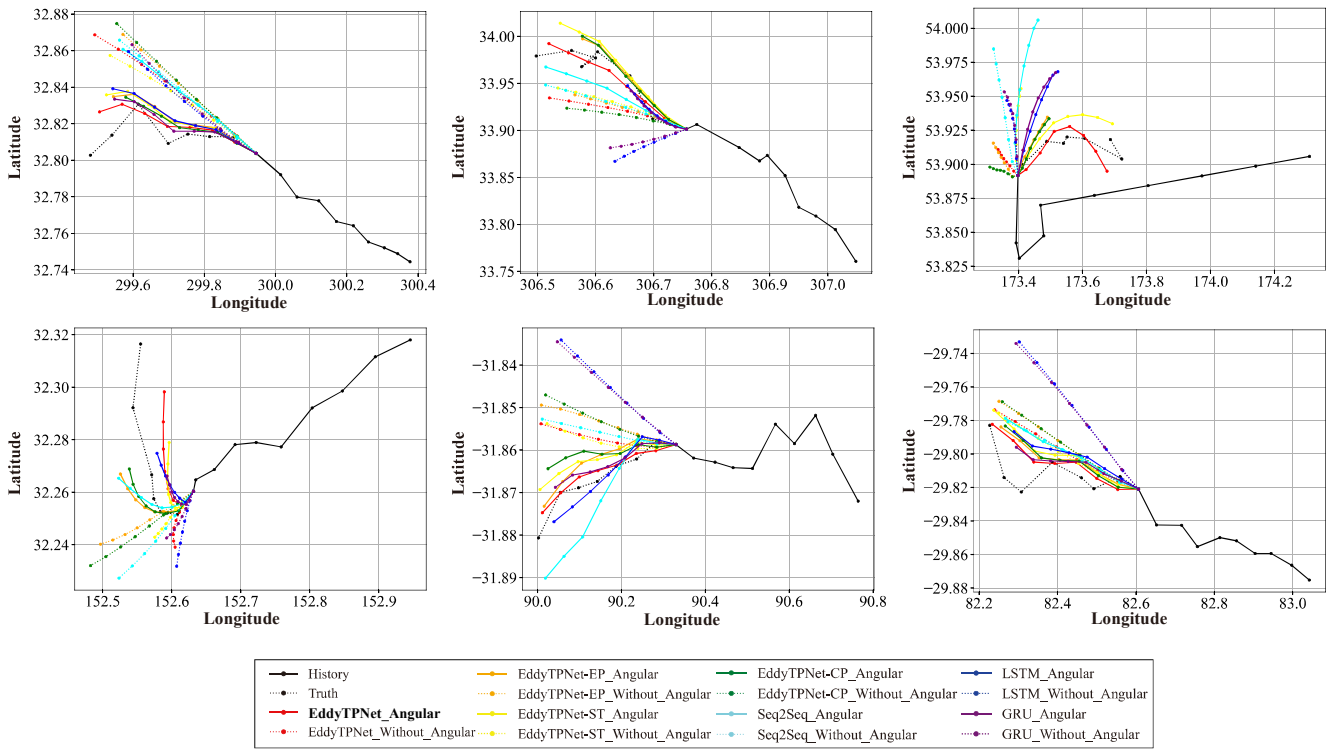 32.88
32.86
32.84
32.82
32.80
32.78
32.76
32.74
Latitude
299.6 299.8 300.0 300.2 300.4
Longitude
34.00
33.95
33.90
33.85
33.80
33.75
Latitude
306.5 306.6 306.7 306.8 306.9 307.0
Longitude
54.000
53.975
53.950
53.925
53.900
53.875
53.850
53.825
Latitude
173.4 173.6 173.8 174.0 174.2
Longitude
32.32
32.30
32.28
32.26
32.24
Latitude
152.5 152.6 152.7 152.8 152.9
Longitude
−31.84
−31.85
−31.86
−31.87
−31.88
−31.89
Latitude
90.0 90.2 90.4 90.6 90.8
Longitude
−29.74
−29.76
−29.78
−29.80
−29.82
−29.84
−29.86
−29.88
Latitude
82.2 82.4 82.6 82.8 83.0
Longitude
History
Truth
EddyTPNet_Angular
EddyTPNet_Without_Angular
EddyTPNet-EP_Angular
EddyTPNet-EP_Without_Angular
EddyTPNet-ST_Angular
EddyTPNet-ST_Without_Angular
EddyTPNet-CP_Angular
EddyTPNet-CP_Without_Angular
Seq2Seq_Angular
Seq2Seq_Without_Angular
LSTM_Angular
LSTM_Without_Angular
GRU_Angular
GRU_Without_Angular